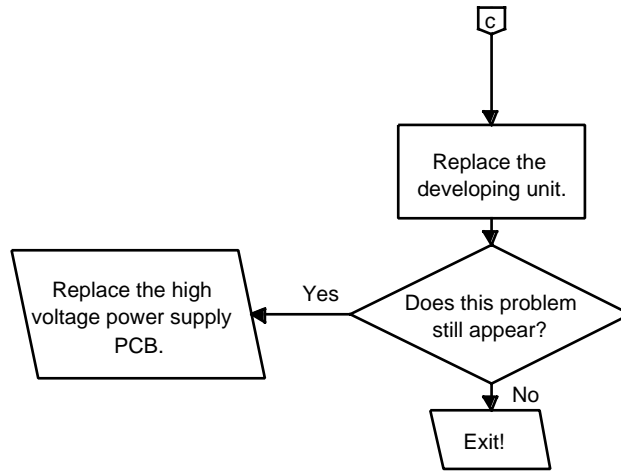 c
Replace the
developing unit.
Does this problem
still appear?
Yes
Replace the high
voltage power supply
PCB.
No
Exit!